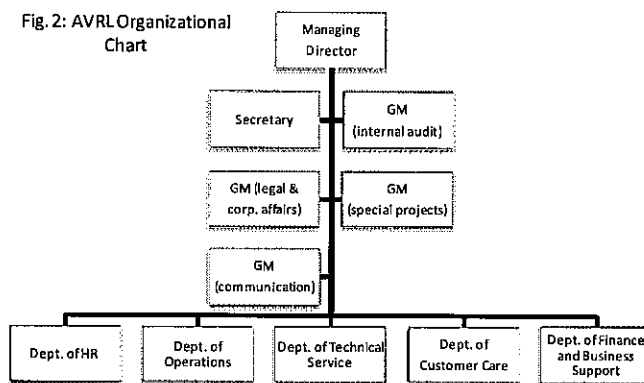 Fig. 2: AVRL Organizational
Chart
Managing
Director
Secretary
GM
(internal audit)
GM (legal &
corp. affairs)
GM
(special projects)
GM
(communication)
Dept. of HR
Dept. of
Operations
Dept. of Technical
Service
Dept. of
Customer Care
Dept. of Finance
and Business
Support